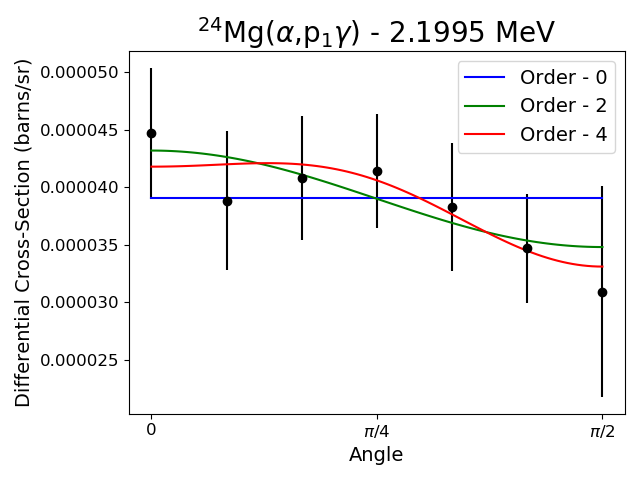 ²⁴Mg(α,p₁γ) - 2.1995 MeV
Differential Cross-Section (barns/sr)
0.000050
0.000045
0.000040
0.000035
0.000030
0.000025
Order - 0
Order - 2
Order - 4
0
π/4
π/2
Angle